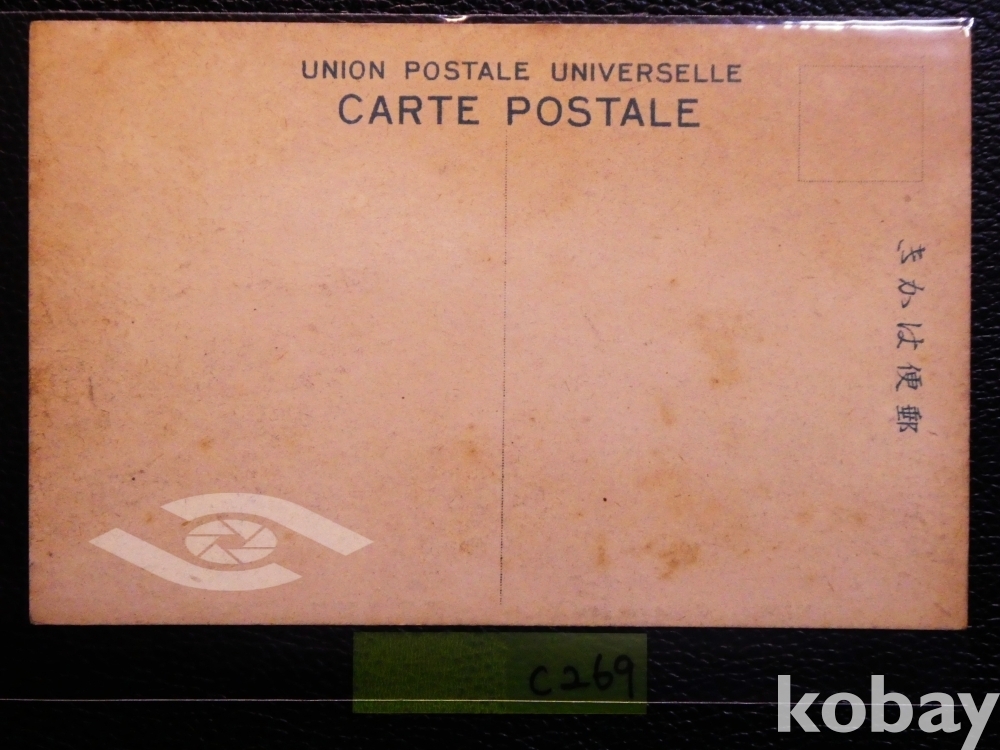 UNION POSTALE UNIVERSELLE
CARTE POSTALE
郵便はかき
C269
kobay